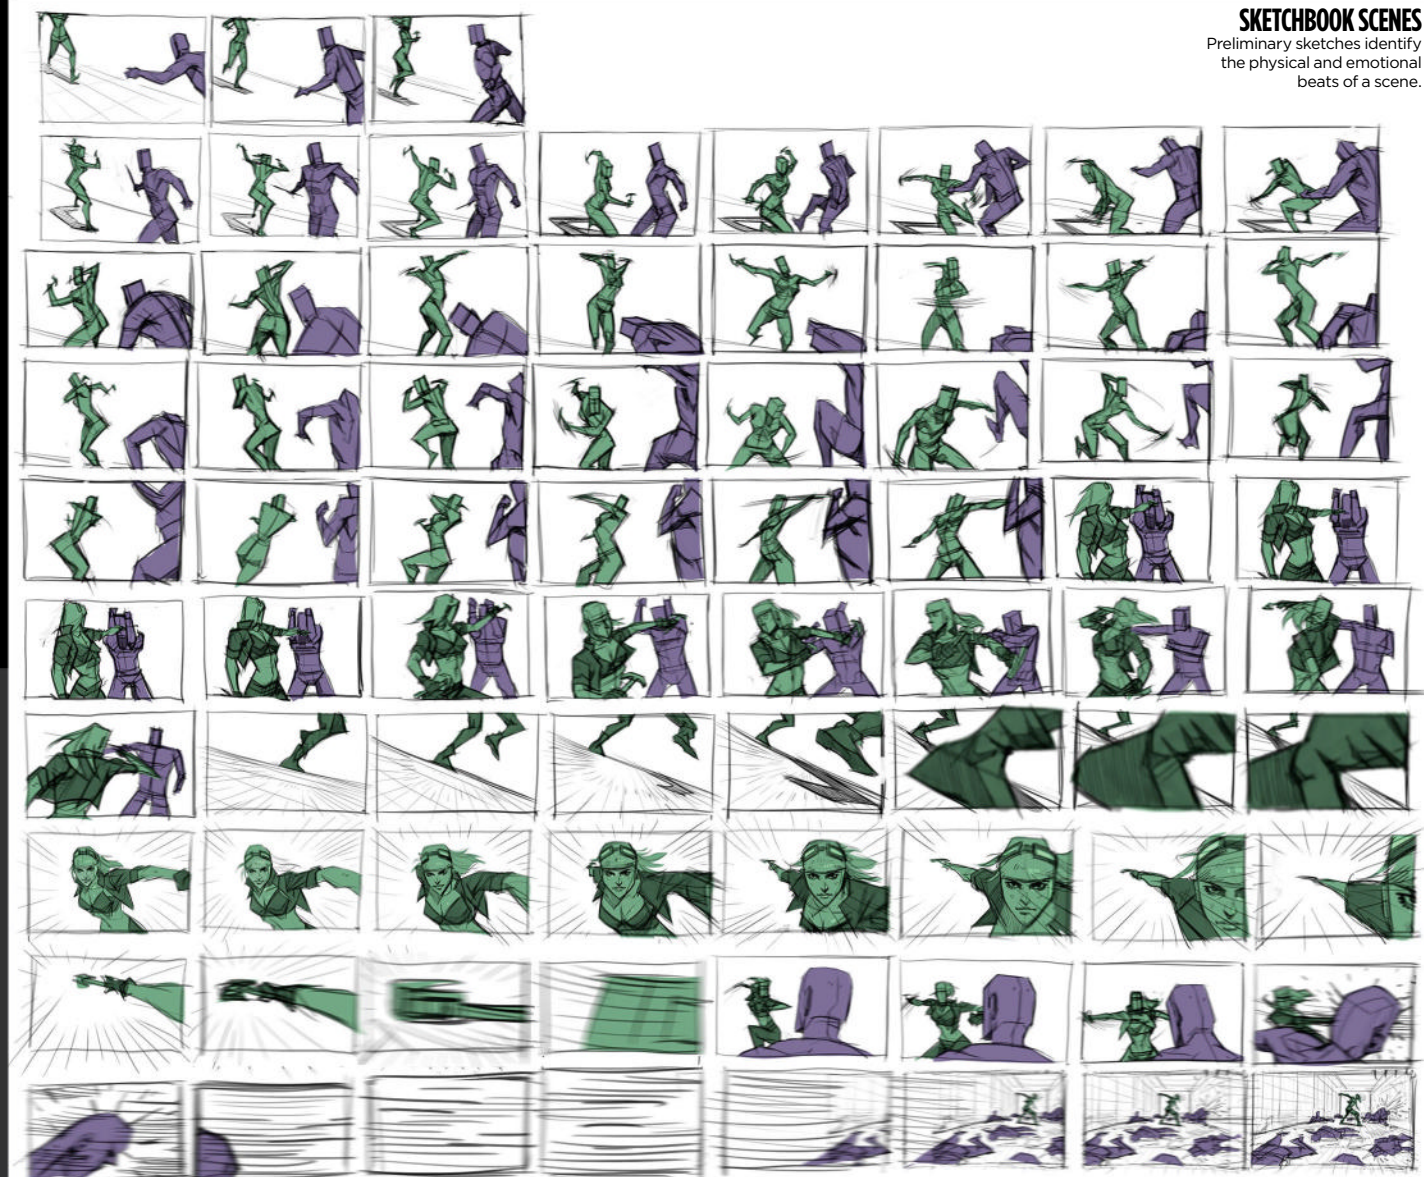 SKETCHBOOK SCENES
Preliminary sketches identify
the physical and emotional
beats of a scene.